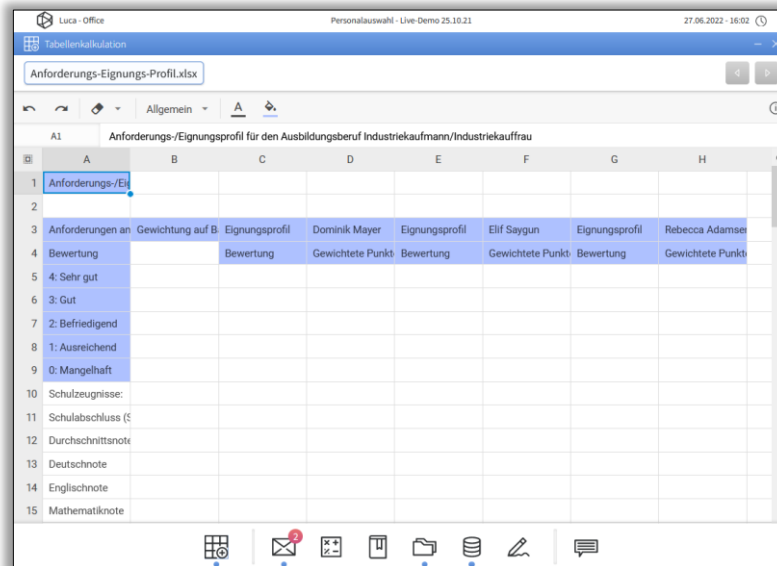 Luca - Office
Personalauswahl - Live-Demo 25.10.21
27.06.2022 - 16:02
Tabellenkalkulation
Anforderungs-Eignungs-Profil.xlsx
Allgemein
A
A1 Anforderungs-/Eignungsprofil für den Ausbildungsberuf Industriekaufmann/Industriekauffrau
A B C D E F G H
1 Anforderungs-/Eig
2
3 Anforderungen an Gewichtung auf B Eignungsprofil Dominik Mayer Eignungsprofil Elif Saygun Eignungsprofil Rebecca Adamse
4 Bewertung Bewertung Gewichtete Punkt Bewertung Gewichtete Punkt Bewertung Gewichtete Punkt
5 4: Sehr gut
6 3: Gut
7 2: Befriedigend
8 1: Ausreichend
9 0: Mangelhaft
10 Schulzeugnisse:
11 Schulabschluss (S
12 Durchschnittsnote
13 Deutschnote
14 Englischnote
15 Mathematiknote
2